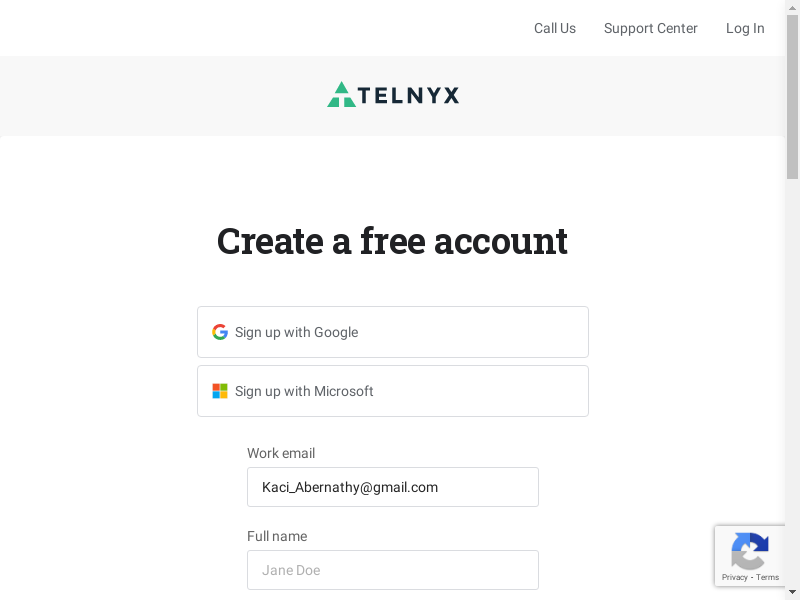 Call Us Support Center Log In
TELNYX
Create a free account
Sign up with Google
Sign up with Microsoft
Work email
Kaci_Abernathy@gmail.com
Full name
Jane Doe
Privacy - Terms